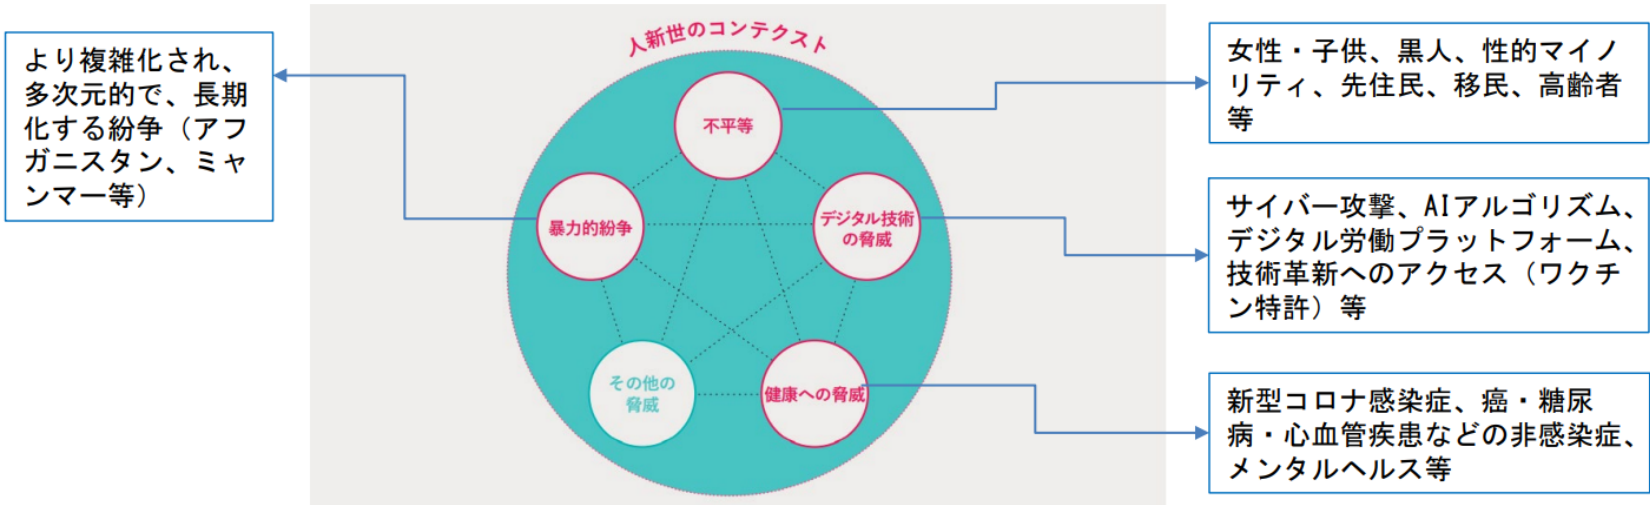 人新世のコンテクスト
より複雑化され、
多次元的で、長期
化する紛争（アフ
ガニスタン、ミャ
ンマー等）
不平等
暴力的紛争
デジタル技術
の脅威
その他の
脅威
健康への脅威
女性・子供、黒人、性的マイノ
リティ、先住民、移民、高齢者
等
サイバー攻撃、AIアルゴリズム、
デジタル労働プラットフォーム、
技術革新へのアクセス（ワクチ
ン特許）等
新型コロナ感染症、癌・糖尿
病・心血管疾患などの非感染症、
メンタルヘルス等